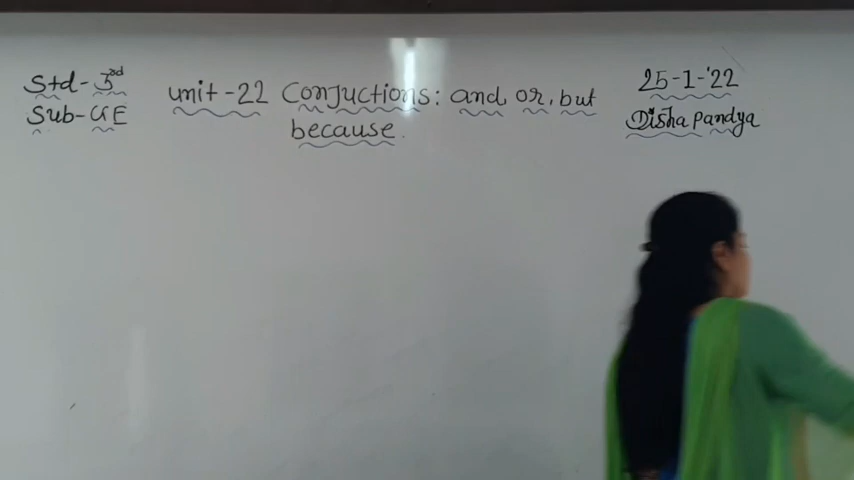 Std-3rd
Sub-GE
unit-22 Conjuctions: and, or, but
because.
25-1-'22
Disha Pandya